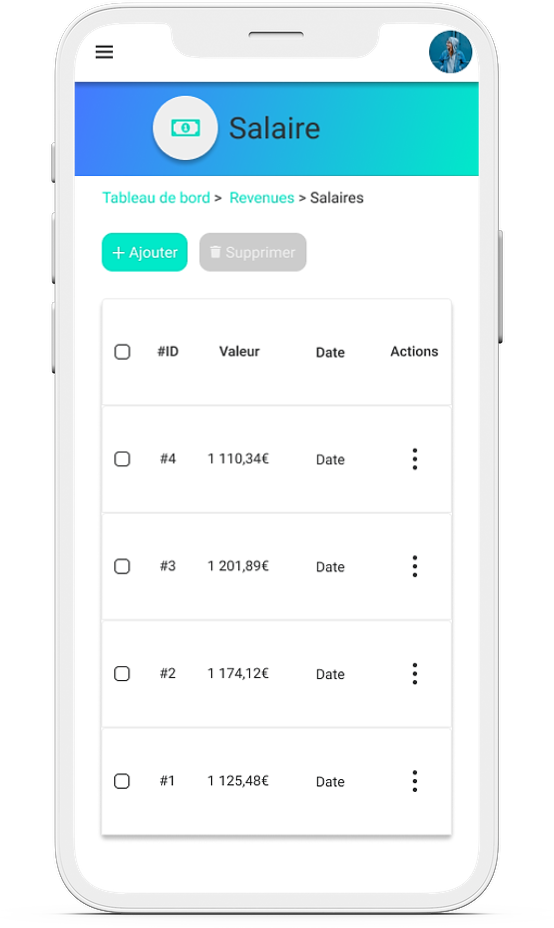 Salaire
Tableau de bord > Revenues > Salaires
+ Ajouter Supprimer
#ID Valeur Date Actions
#4 1 110,34€ Date
#3 1 201,89€ Date
#2 1 174,12€ Date
#1 1 125,48€ Date